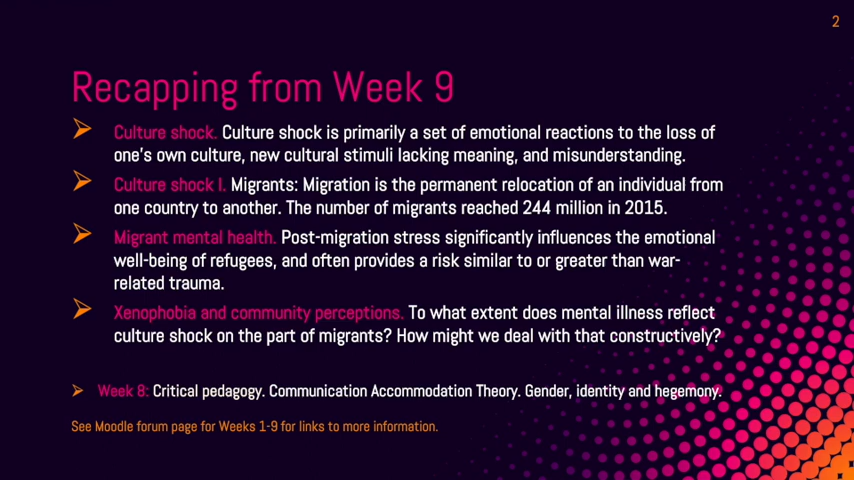 2
Recapping from Week 9
Culture shock. Culture shock is primarily a set of emotional reactions to the loss of
one's own culture, new cultural stimuli lacking meaning, and misunderstanding.
Culture shock I. Migrants: Migration is the permanent relocation of an individual from
one country to another. The number of migrants reached 244 million in 2015.
Migrant mental health. Post-migration stress significantly influences the emotional
well-being of refugees, and often provides a risk similar to or greater than war-
related trauma.
Xenophobia and community perceptions. To what extent does mental illness reflect
culture shock on the part of migrants? How might we deal with that constructively?
Week 8: Critical pedagogy. Communication Accommodation Theory. Gender, identity and hegemony.
See Moodle forum page for Weeks 1-9 for links to more information.